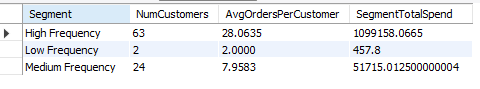 Segment NumCustomers AvgOrdersPerCustomer SegmentTotalSpend
High Frequency 63 28.0635 1099158.0665
Low Frequency 2 2.0000 457.8
Medium Frequency 24 7.9583 51715.012500000004